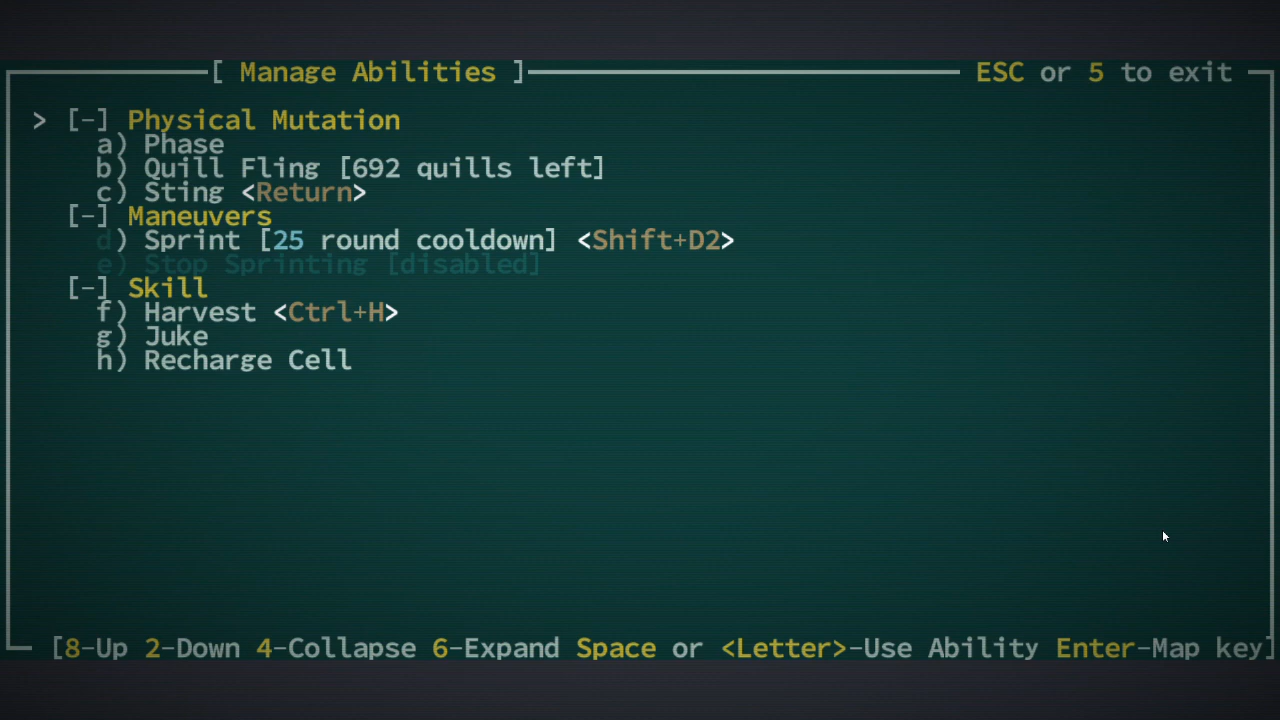 [ Manage Abilities ] ESC or 5 to exit
> [-] Physical Mutation
a) Phase
b) Quill Fling [692 quills left]
c) Sting <Return>
[-] Maneuvers
d) Sprint [25 round cooldown] <Shift+D2>
e) Stop Sprinting [disabled]
[-] Skill
f) Harvest <Ctrl+H>
g) Juke
h) Recharge Cell
[8-Up 2-Down 4-Collapse 6-Expand Space or <Letter>-Use Ability Enter-Map key]